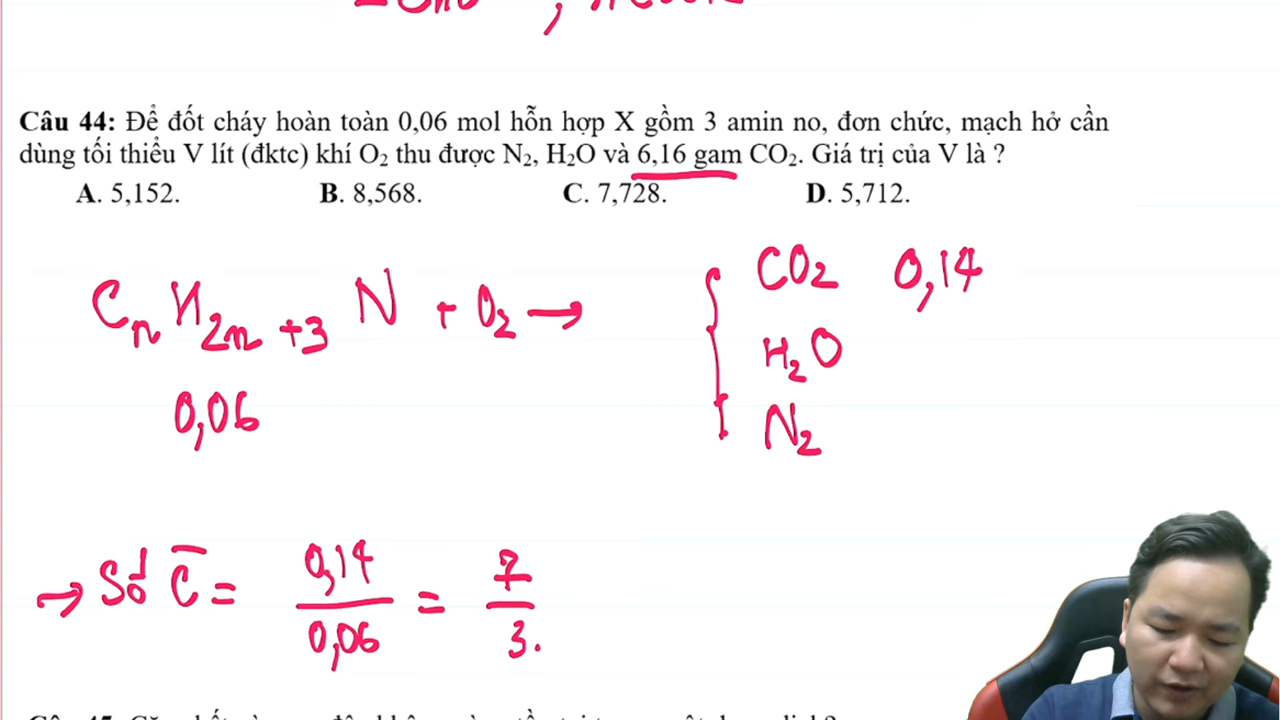 Câu 44: Để đốt cháy hoàn toàn 0,06 mol hỗn hợp X gồm 3 amin no, đơn chức, mạch hở cần
dùng tối thiểu V lít (đktc) khí O₂ thu được N₂, H₂O và 6,16 gam CO₂. Giá trị của V là ?
A. 5,152. B. 8,568. C. 7,728. D. 5,712.
CₙH₂ₙ₊₃N + O₂ → { CO₂ 0,14
H₂O
0,06
N₂
→ Số C̅ = 0,14/0,06 = 7/3.